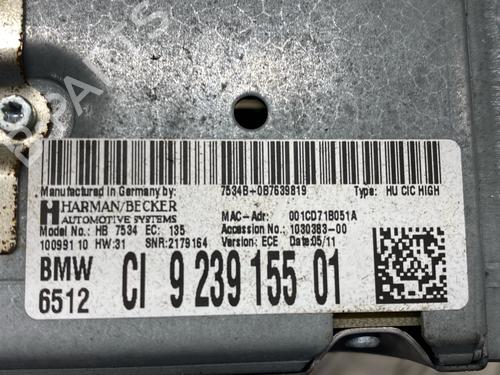 B-PARTS
Manufactured in Germany by: 7534B+0B7639819 Type: HU CIC HIGH
HARMAN/BECKER
AUTOMOTIVE SYSTEMS MAC-Adr: 001CD71B051A
Model No.: HB 7534 EC: 135 Accession No.: 1030383-00
10099110 HW:31 SNR:2179164 Version: ECE Date:05/11
BMW
6512 CI 9 239 155 01